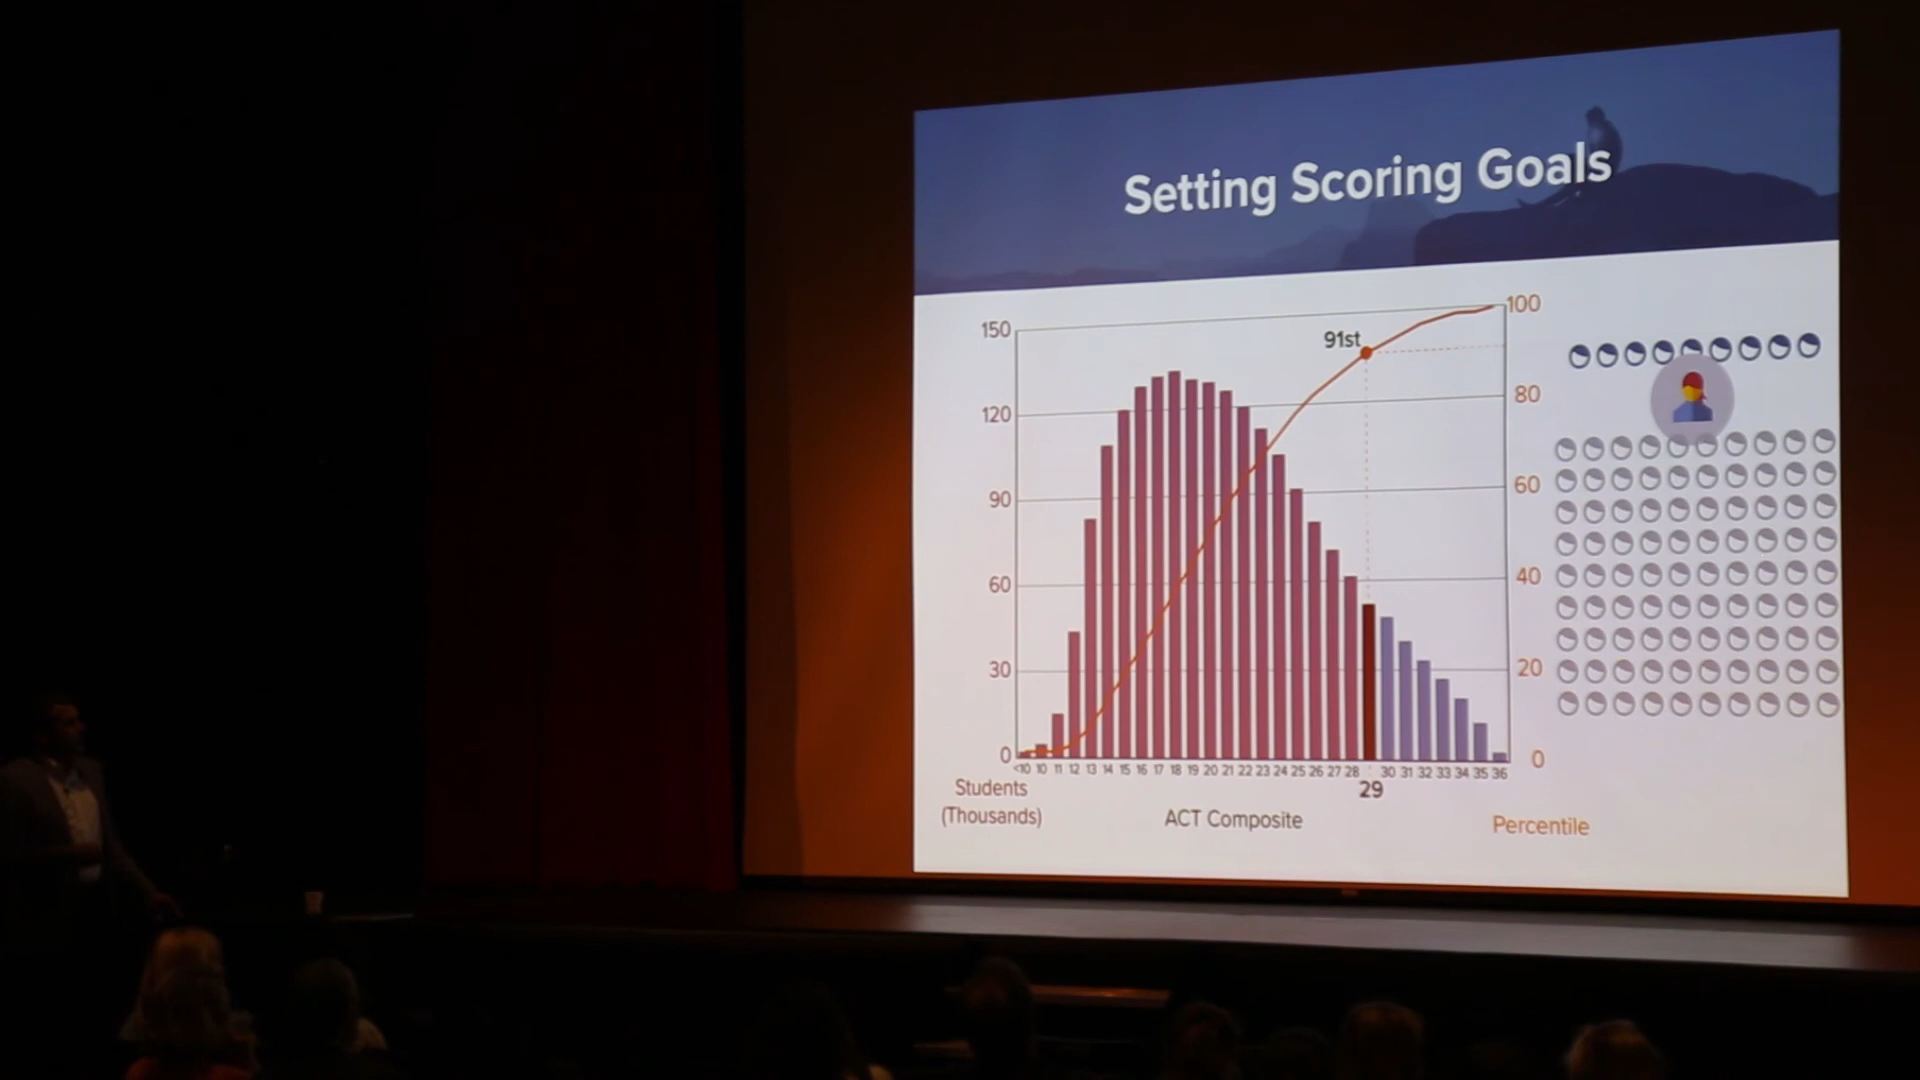 Setting Scoring Goals
150
120
90
60
30
0
91st
100
80
60
40
20
0
<10 10 11 12 13 14 15 16 17 18 19 20 21 22 23 24 25 26 27 28 30 31 32 33 34 35 36
29
Students
(Thousands)
ACT Composite
Percentile